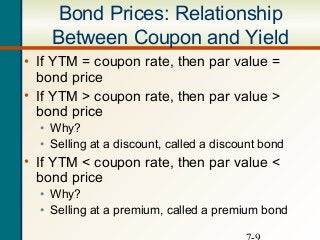 Bond Prices: Relationship
Between Coupon and Yield
• If YTM = coupon rate, then par value =
bond price
• If YTM > coupon rate, then par value >
bond price
• Why?
• Selling at a discount, called a discount bond
• If YTM < coupon rate, then par value <
bond price
• Why?
• Selling at a premium, called a premium bond
7-9